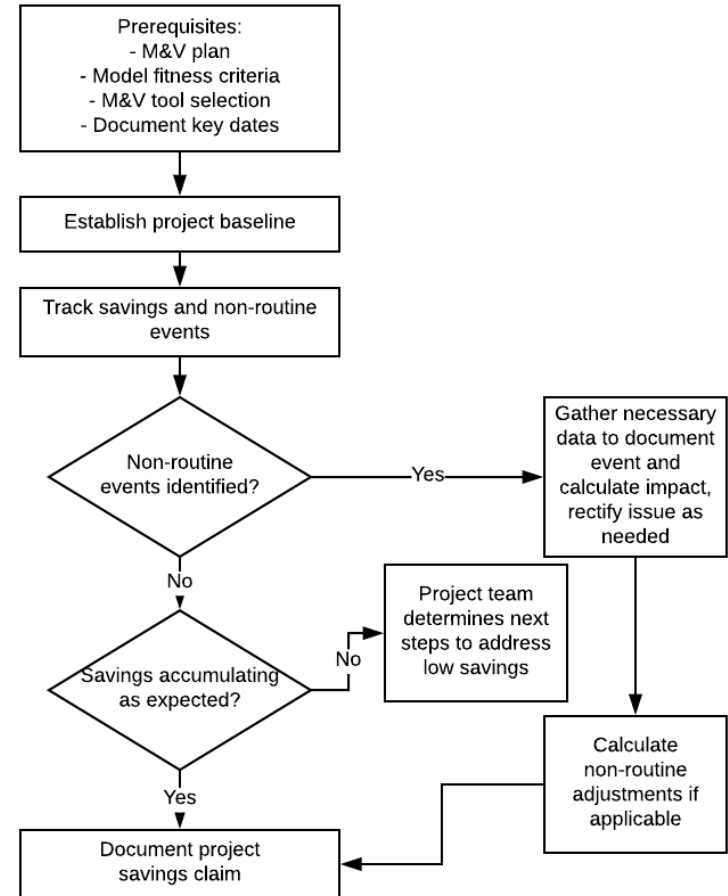 Prerequisites:
- M&V plan
- Model fitness criteria
- M&V tool selection
- Document key dates
Establish project baseline
Track savings and non-routine
events
Non-routine
events identified?
Yes
Gather necessary
data to document
event and
calculate impact,
rectify issue as
needed
No
Project team
determines next
steps to address
low savings
Savings accumulating
as expected?
No
Calculate
non-routine
adjustments if
applicable
Yes
Document project
savings claim